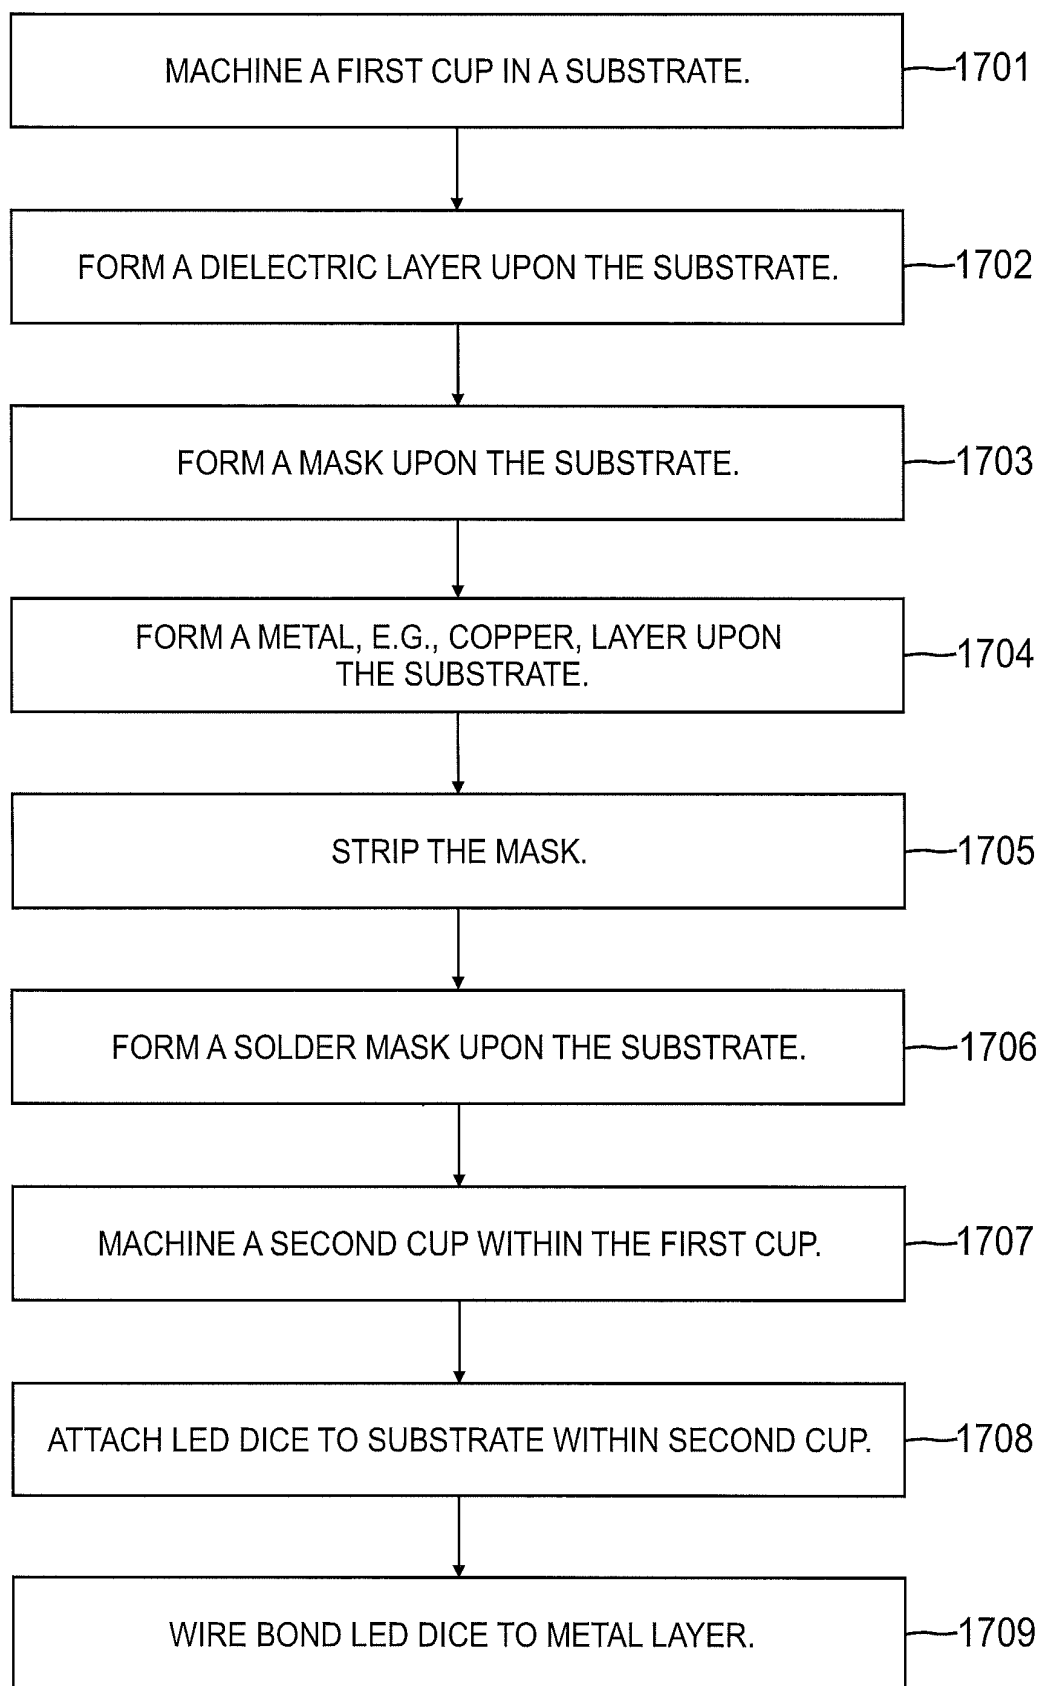 MACHINE A FIRST CUP IN A SUBSTRATE.
1701
FORM A DIELECTRIC LAYER UPON THE SUBSTRATE.
1702
FORM A MASK UPON THE SUBSTRATE.
1703
FORM A METAL, E.G., COPPER, LAYER UPON
THE SUBSTRATE.
1704
STRIP THE MASK.
1705
FORM A SOLDER MASK UPON THE SUBSTRATE.
1706
MACHINE A SECOND CUP WITHIN THE FIRST CUP.
1707
ATTACH LED DICE TO SUBSTRATE WITHIN SECOND CUP.
1708
WIRE BOND LED DICE TO METAL LAYER.
1709